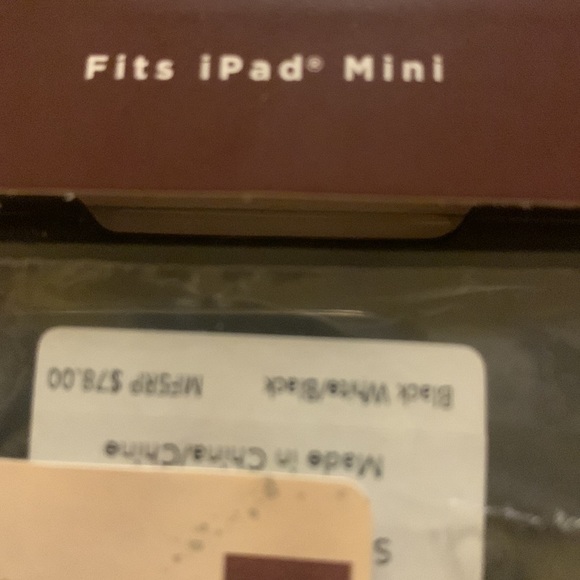 Fits iPad® Mini
Black White/Black MFSRP $78.00
Made in China/Chine